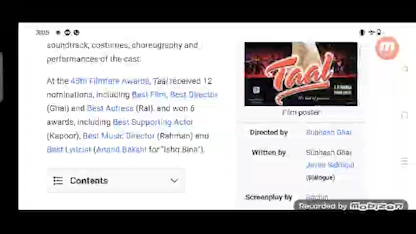 soundtrack, costumes, choreography and
performances of the cast.
At the 45th Filmfare Awards, Taal received 12
nominations, including Best Film, Best Director
(Ghai) and Best Actress (Rai), and won 6
awards, including Best Supporting Actor
(Kapoor), Best Music Director (Rahman) and
Best Lyricist (Anand Bakshi for "Ishq Bina").
Contents
Taal
Film poster
Directed by Subhash Ghai
Written by Subhash Ghai
Javed Siddiqui
(Dialogue)
Screenplay by Sachin
Recorded by Mobizen